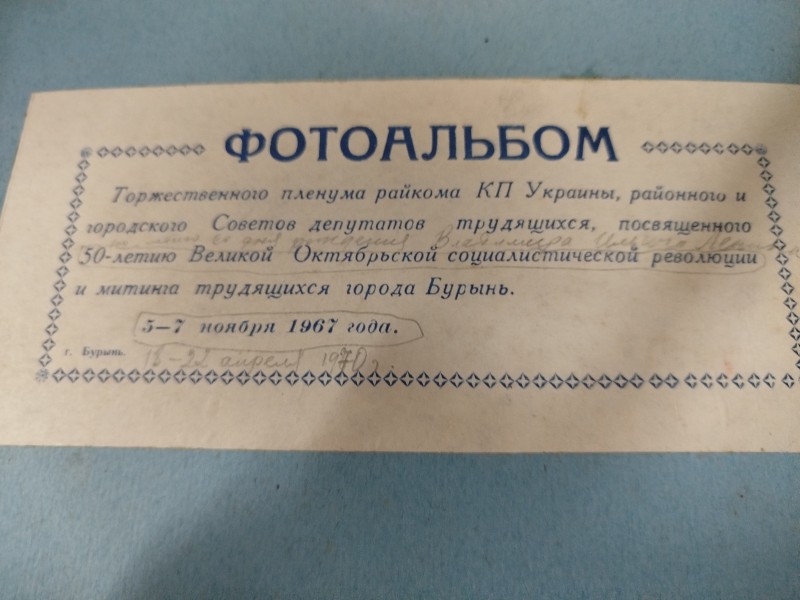 ФОТОАЛЬБОМ
Торжественного пленума райкома КП Украины, районного и
городского Советов депутатов трудящихся, посвященного
дня рождения Владимира Ильича
50-летию Великой Октябрьской социалистической революции
и митинга трудящихся города Бурынь.
5—7 ноября 1967 года.
г. Бурынь.
22 апреля 1970 г.